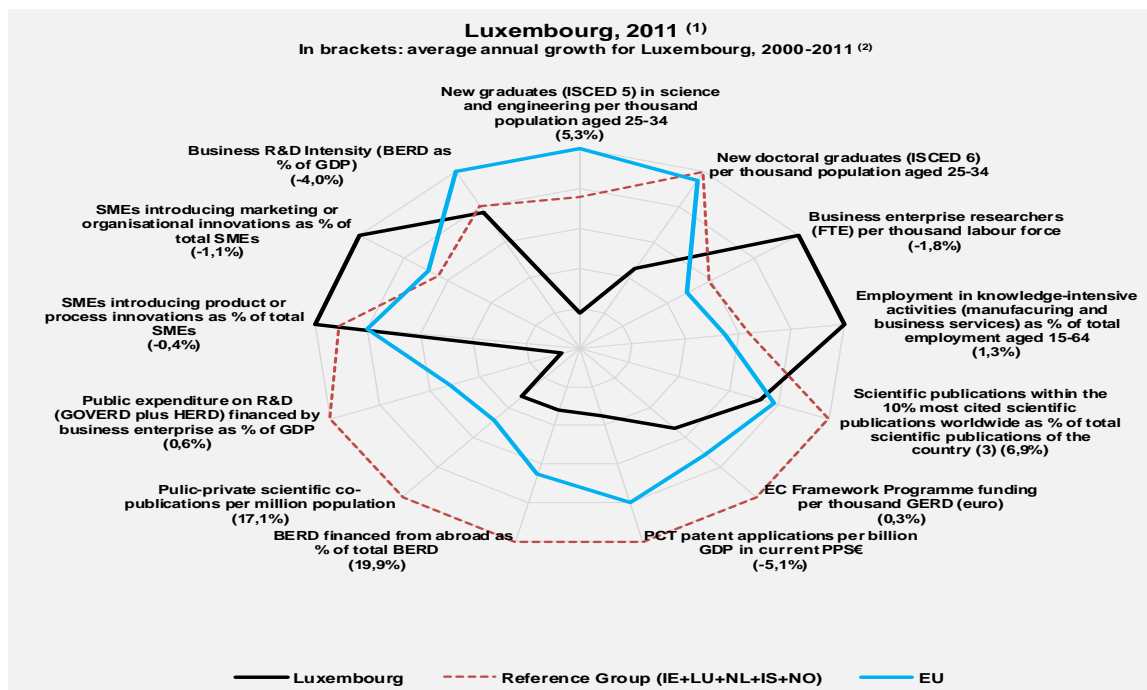 Luxembourg, 2011 (1)
In brackets: average annual growth for Luxembourg, 2000-2011 (2)
New graduates (ISCED 5) in science
and engineering per thousand
population aged 25-34
(5,3%)
New doctoral graduates (ISCED 6)
per thousand population aged 25-34
Business enterprise researchers
(FTE) per thousand labour force
(-1,8%)
Employment in knowledge-intensive
activities (manufacuring and
business services) as % of total
employment aged 15-64
(1,3%)
Scientific publications within the
10% most cited scientific
publications worldwide as % of total
scientific publications of the
country (3) (6,9%)
EC Framework Programme funding
per thousand GERD (euro)
(0,3%)
PCT patent applications per billion
GDP in current PPS€
(-5,1%)
BERD financed from abroad as
% of total BERD
(19,9%)
Pulic-private scientific co-
publications per million population
(17,1%)
Public expenditure on R&D
(GOVERD plus HERD) financed by
business enterprise as % of GDP
(0,6%)
SMEs introducing product or
process innovations as % of total
SMEs
(-0,4%)
SMEs introducing marketing or
organisational innovations as % of
total SMEs
(-1,1%)
Business R&D Intensity (BERD as
% of GDP)
(-4,0%)
Luxembourg
Reference Group (IE+LU+NL+IS+NO)
EU